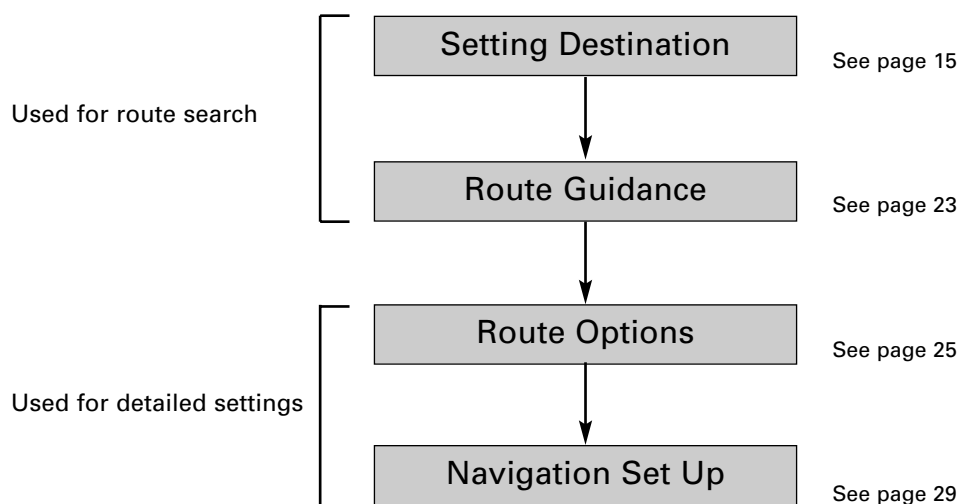 Setting Destination
See page 15
Used for route search
Route Guidance
See page 23
Route Options
See page 25
Used for detailed settings
Navigation Set Up
See page 29